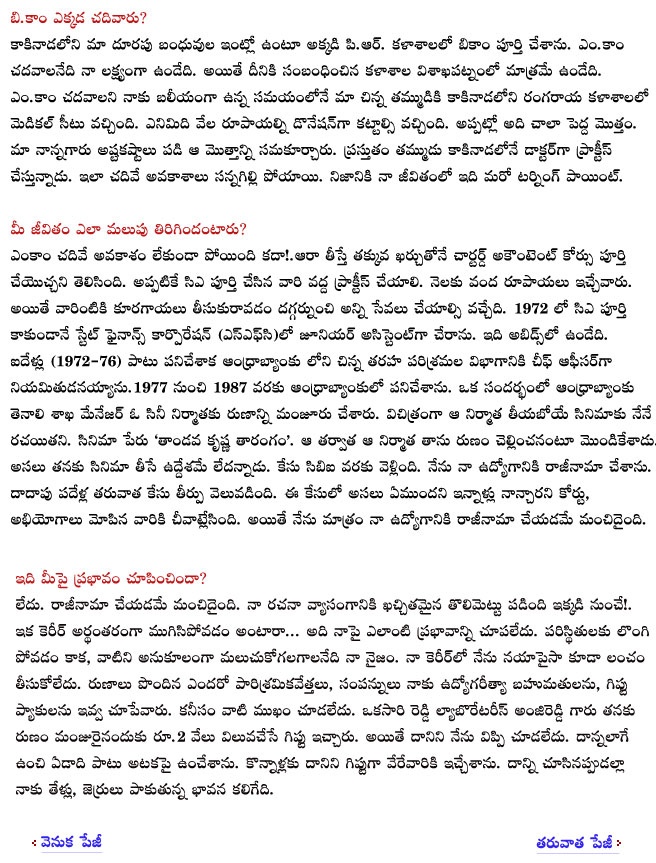 బి.కాం ఎక్కడ చదివారు?
కాకినాడలోని మా దూరపు బంధువుల ఇంట్లో ఉంటూ అక్కడి పి.ఆర్. కళాశాలలో బికాం పూర్తి చేశాను. ఎం.కాం
చదవాలనేది నా లక్ష్యంగా ఉండేది. అయితే దీనికి సంబంధించిన కళాశాల విశాఖపట్నంలో మాత్రమే ఉండేది.
ఎం.కాం చదవాలని నాకు బలీయంగా ఉన్న సమయంలోనే మా చిన్న తమ్ముడికి కాకినాడలోని రంగరాయ కళాశాలలో
మెడికల్ సీటు వచ్చింది. ఎనిమిది వేల రూపాయల్ని డొనేషన్‌గా కట్టాల్సి వచ్చింది. అప్పట్లో అది చాలా పెద్ద మొత్తం.
మా నాన్నగారు అష్టకష్టాలు పడి ఆ మొత్తాన్ని సమకూర్చారు. ప్రస్తుతం తమ్ముడు కాకినాడలోనే డాక్టర్‌గా ప్రాక్టీస్
చేస్తున్నాడు. ఇలా చదివే అవకాశాలు సన్నగిల్లి పోయాయి. నిజానికి నా జీవితంలో ఇది మరో టర్నింగ్ పాయింట్.
మీ జీవితం ఎలా మలుపు తిరిగిందంటారు?
ఎంకాం చదివే అవకాశం లేకుండా పోయింది కదా!.ఆరా తీస్తే తక్కువ ఖర్చుతోనే చార్టర్డ్ అకౌంటెంట్ కోర్సు పూర్తి
చేయొచ్చని తెలిసింది. అప్పటికే సిఎ పూర్తి చేసిన వారి వద్ద ప్రాక్టీస్ చేయాలి. నెలకు వంద రూపాయలు ఇచ్చేవారు.
అయితే వారింటికి కూరగాయలు తీసుకురావడం దగ్గర్నుంచి అన్ని సేవలు చేయాల్సి వచ్చేది. 1972 లో సిఎ పూర్తి
కాకుండానే స్టేట్ ఫైనాన్స్ కార్పొరేషన్ (ఎస్ఎఫ్‌సి)లో జూనియర్ అసిస్టెంట్‌గా చేరాను. ఇది అబిడ్స్‌లో ఉండేది.
ఐదేళ్లు (1972-76) పాటు పనిచేశాక ఆంధ్రాబ్యాంకు లోని చిన్న తరహ పరిశ్రమల విభాగానికి చీఫ్ ఆఫీసర్‌గా
నియమితుడనయ్యాను.1977 నుంచి 1987 వరకు ఆంధ్రాబ్యాంకులో పనిచేశాను. ఒక సందర్భంలో ఆంధ్రాబ్యాంకు
తెనాలి శాఖ మేనేజర్ ఓ సినీ నిర్మాతకు రుణాన్ని మంజూరు చేశారు. విచిత్రంగా ఆ నిర్మాత తీయబోయే సినిమాకు నేనే
రచయితని. సినిమా పేరు 'తాండవ కృష్ణ తారంగం'. ఆ తర్వాత ఆ నిర్మాత తాను రుణం చెల్లించనంటూ మొండికేశాడు.
అసలు తనకు సినిమా తీసే ఉద్దేశమే లేదన్నాడు. కేసు సిబిఐ వరకు వెళ్లింది. నేను నా ఉద్యోగానికి రాజీనామా చేశాను.
దాదాపు పదేళ్ల తరువాత కేసు తీర్పు వెలువడింది. ఈ కేసులో అసలు ఏముందని ఇన్నాళ్లు నాన్చారని కోర్టు,
అభియోగాలు మోపిన వారికి చీవాట్లేసింది. అయితే నేను మాత్రం నా ఉద్యోగానికి రాజీనామా చేయడమే మంచిదైంది.
ఇది మీపై ప్రభావం చూపించిందా?
లేదు. రాజీనామా చేయడమే మంచిదైంది. నా రచనా వ్యాసంగానికి ఖచ్చితమైన తొలిమెట్టు పడింది ఇక్కడి నుంచే!.
ఇక కెరీర్ అర్థంతరంగా ముగిసిపోవడం అంటారా... అది నాపై ఎలాంటి ప్రభావాన్ని చూపలేదు. పరిస్థితులకు లొంగి
పోవడం కాక, వాటిని అనుకూలంగా మలుచుకోగలగాలనేది నా నైజం. నా కెరీర్‌లో నేను నయాపైసా కూడా లంచం
తీసుకోలేదు. రుణాలు పొందిన ఎందరో పారిశ్రమికవేత్తలు, సంపన్నులు నాకు ఉద్యోగరీత్యా బహుమతులను, గిఫ్టు
ప్యాకులను ఇవ్వ చూపేవారు. కనీసం వాటి ముఖం చూడలేదు. ఒకసారి రెడ్డి ల్యాబొరేటరీస్ అంజిరెడ్డి గారు తనకు
రుణం మంజురైనందుకు రూ.2 వేలు విలువచేసే గిఫ్టు ఇచ్చారు. అయితే దానిని నేను విప్పి చూడలేదు. దాన్నలాగే
ఉంచి ఏడాది పాటు అటకపై ఉంచేశాను. కొన్నాళ్లకు దానిని గిఫ్టుగా వేరేవారికి ఇచ్చేశాను. దాన్ని చూసినప్పుడల్లా
నాకు తేళ్లు, జెర్రులు పాకుతున్న భావన కలిగేది.
వెనుక పేజీ
తరువాత పేజీ